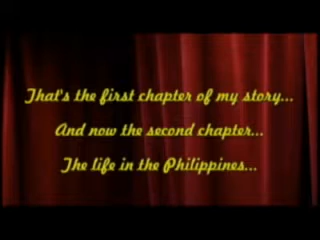 That's the first chapter of my story...
And now the second chapter...
The life in the Philippines...